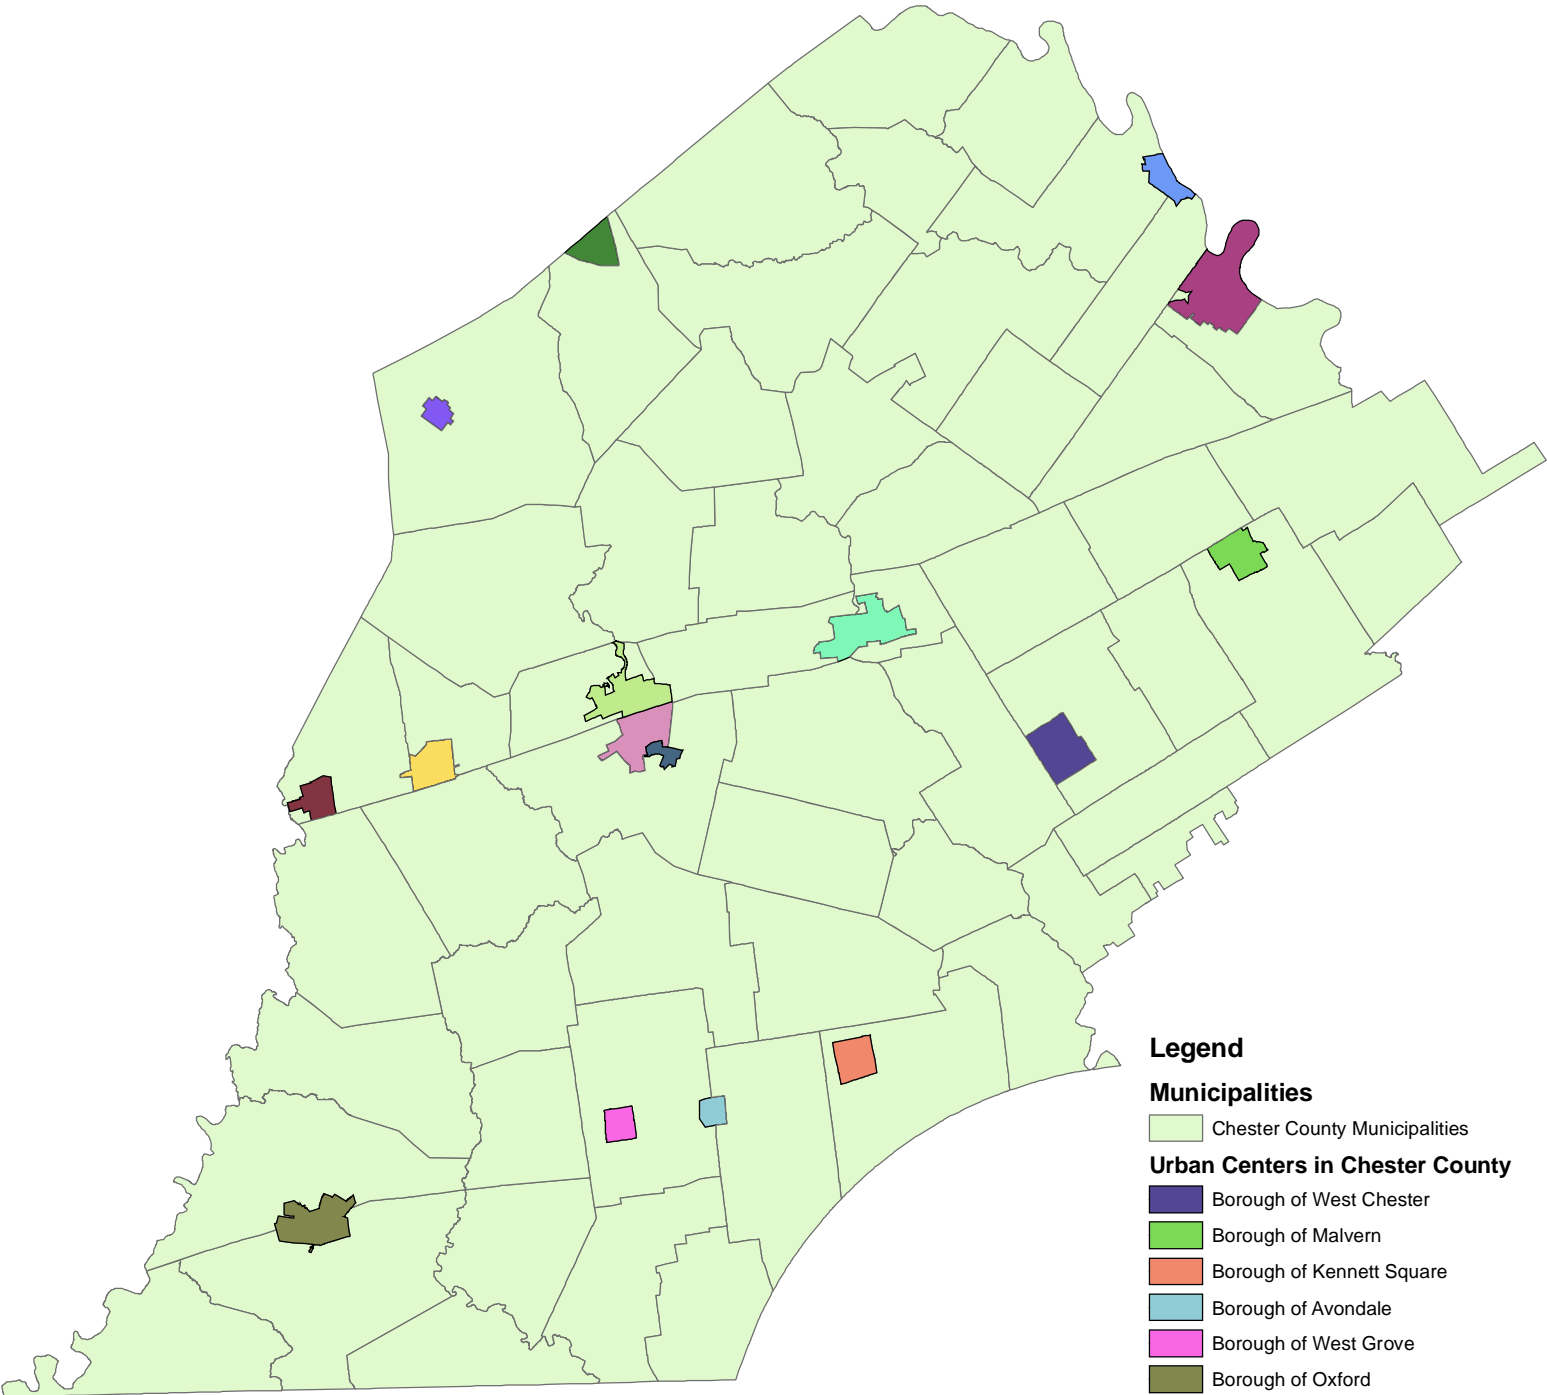 Legend
Municipalities
Chester County Municipalities
Urban Centers in Chester County
Borough of West Chester
Borough of Malvern
Borough of Kennett Square
Borough of Avondale
Borough of West Grove
Borough of Oxford